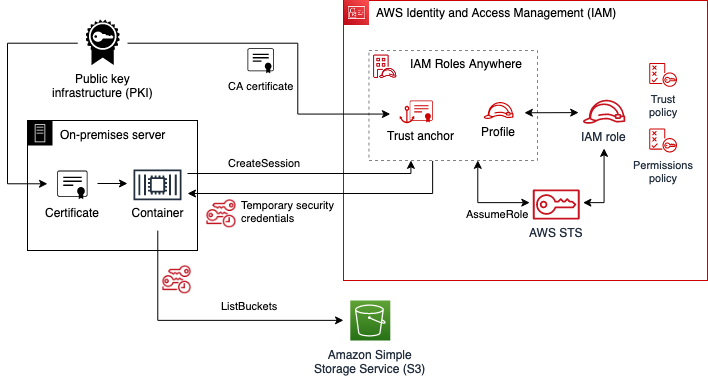 AWS Identity and Access Management (IAM)
Public key
infrastructure (PKI)
CA certificate
IAM Roles Anywhere
Trust anchor
Profile
IAM role
Trust
policy
Permissions
policy
On-premises server
Certificate
Container
CreateSession
Temporary security
credentials
AssumeRole
AWS STS
ListBuckets
Amazon Simple
Storage Service (S3)